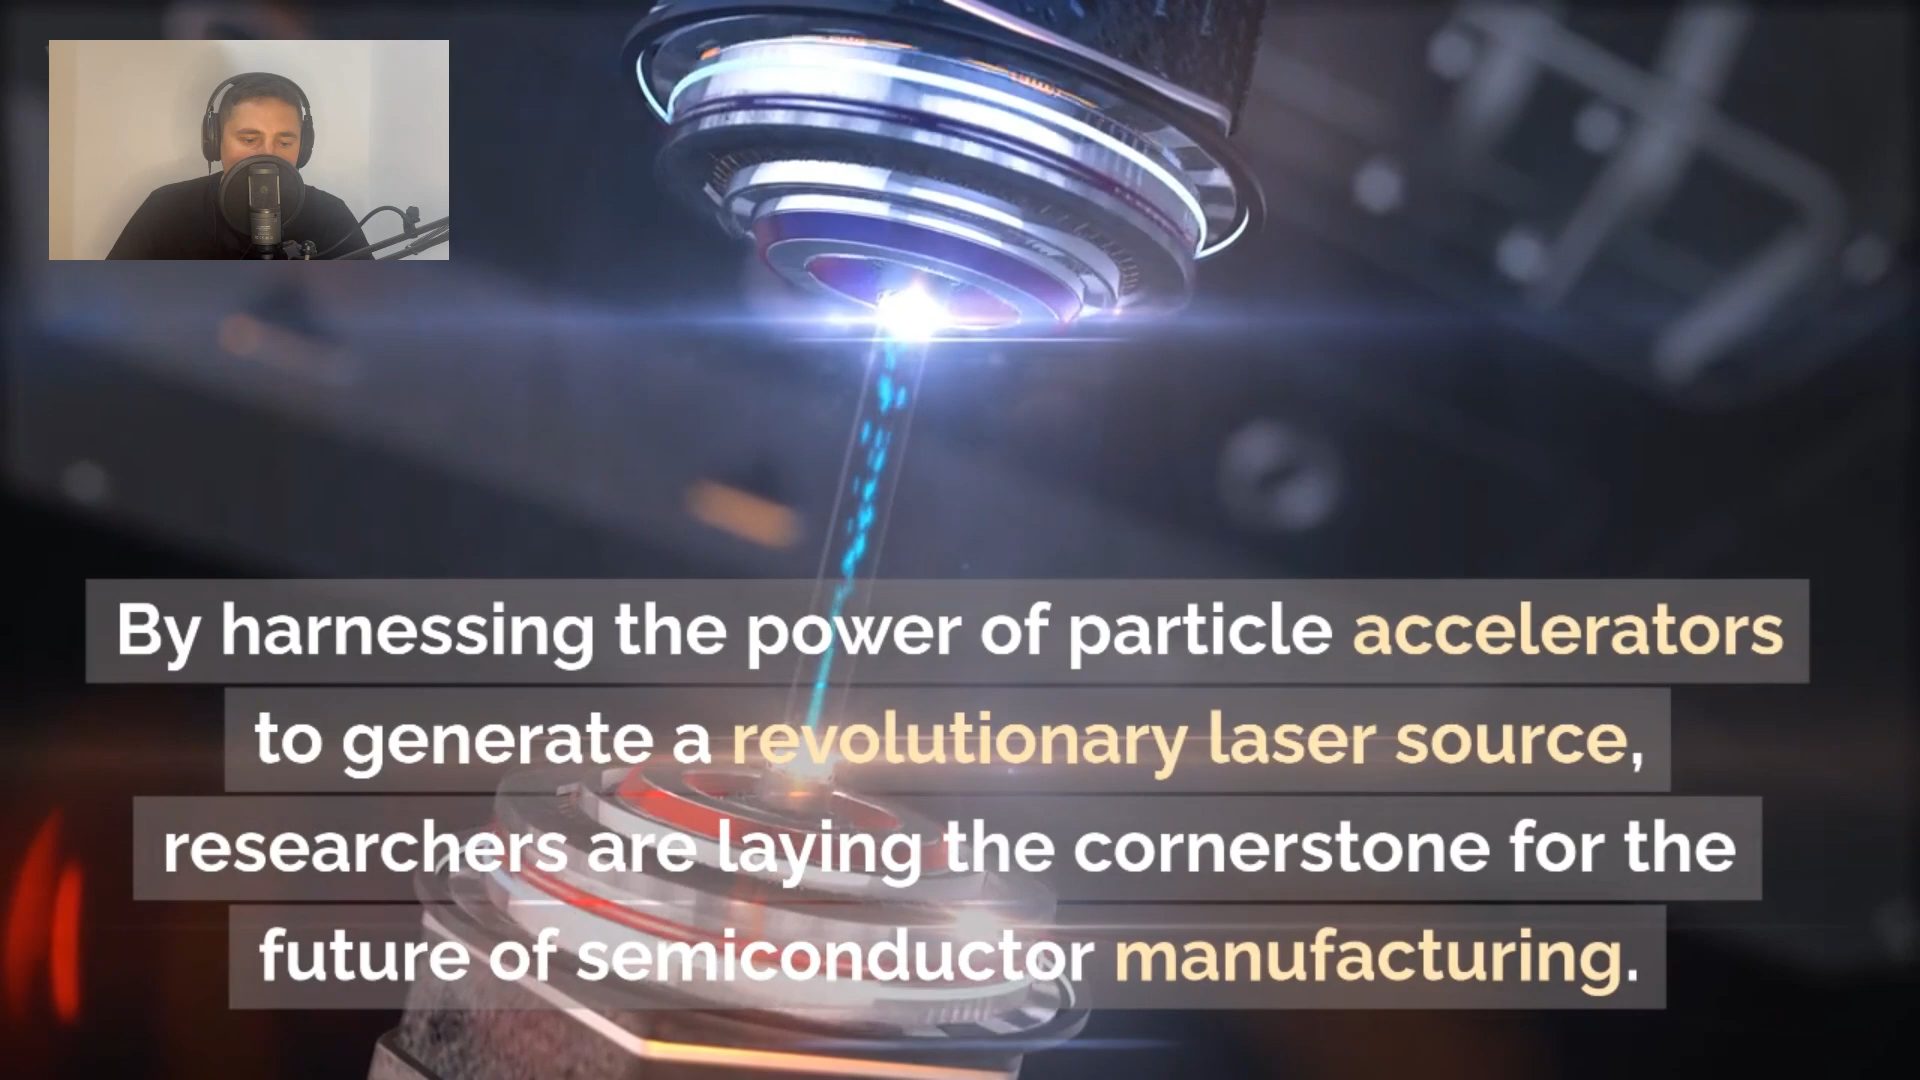 By harnessing the power of particle accelerators
to generate a revolutionary laser source,
researchers are laying the cornerstone for the
future of semiconductor manufacturing.